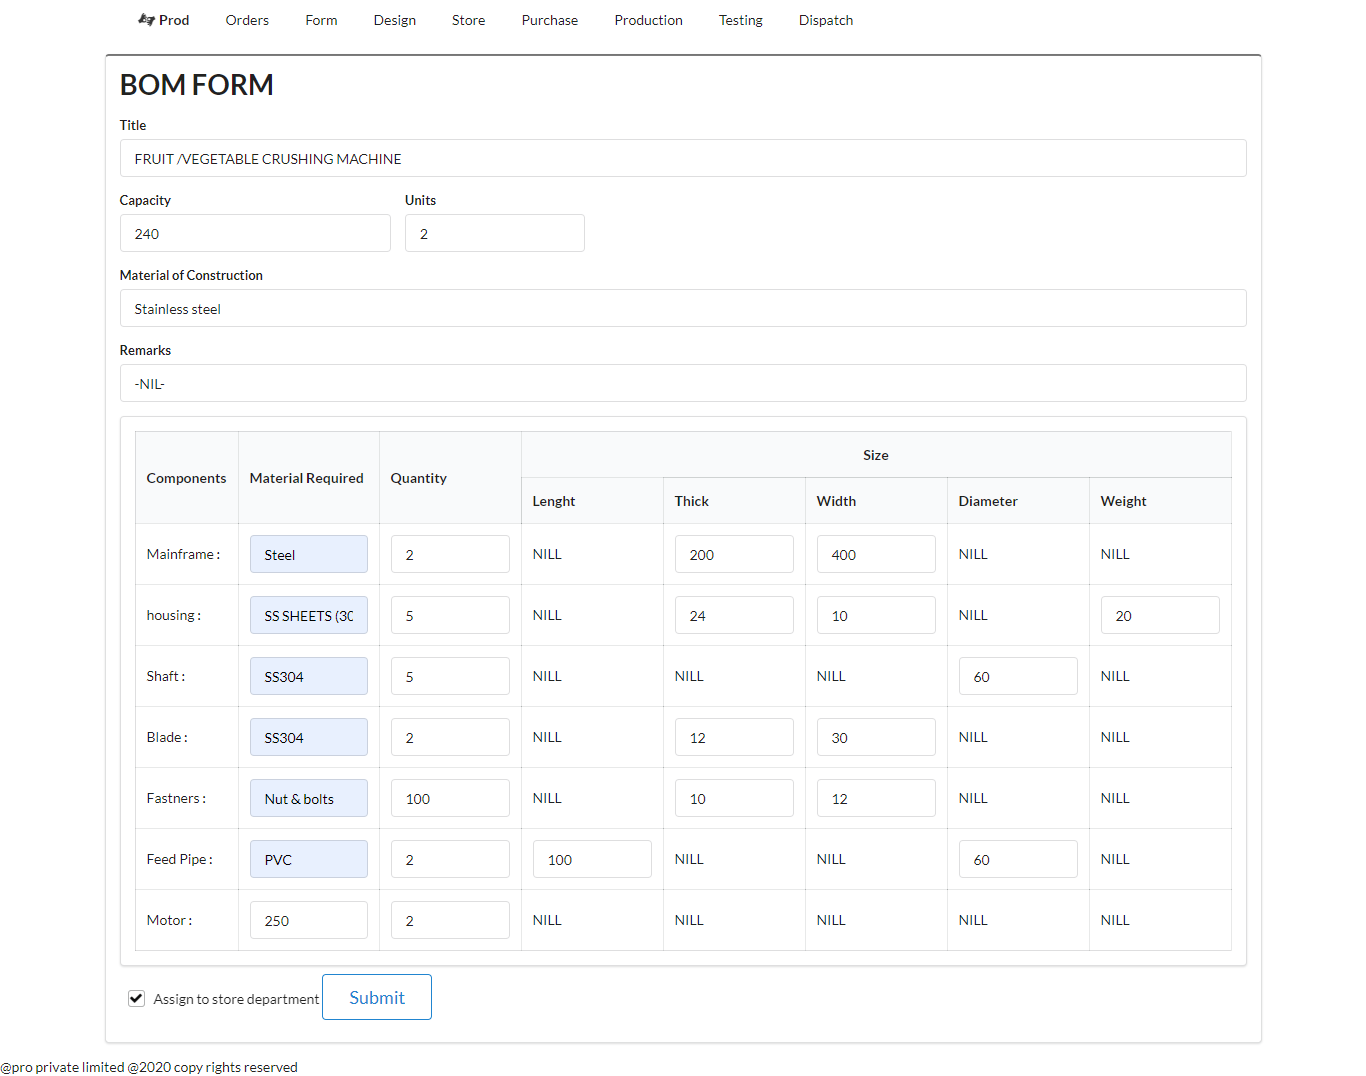 Prod Orders Form Design Store Purchase Production Testing Dispatch
BOM FORM
Title
FRUIT /VEGETABLE CRUSHING MACHINE
Capacity Units
240 2
Material of Construction
Stainless steel
Remarks
-NIL-
Size
Components Material Required Quantity
Lenght Thick Width Diameter Weight
Mainframe : Steel 2 NILL 200 400 NILL NILL
housing : SS SHEETS (30 5 NILL 24 10 NILL 20
Shaft : SS304 5 NILL NILL NILL 60 NILL
Blade : SS304 2 NILL 12 30 NILL NILL
Fastners : Nut & bolts 100 NILL 10 12 NILL NILL
Feed Pipe : PVC 2 100 NILL NILL 60 NILL
Motor : 250 2 NILL NILL NILL NILL NILL
Assign to store department Submit
@pro private limited @2020 copy rights reserved